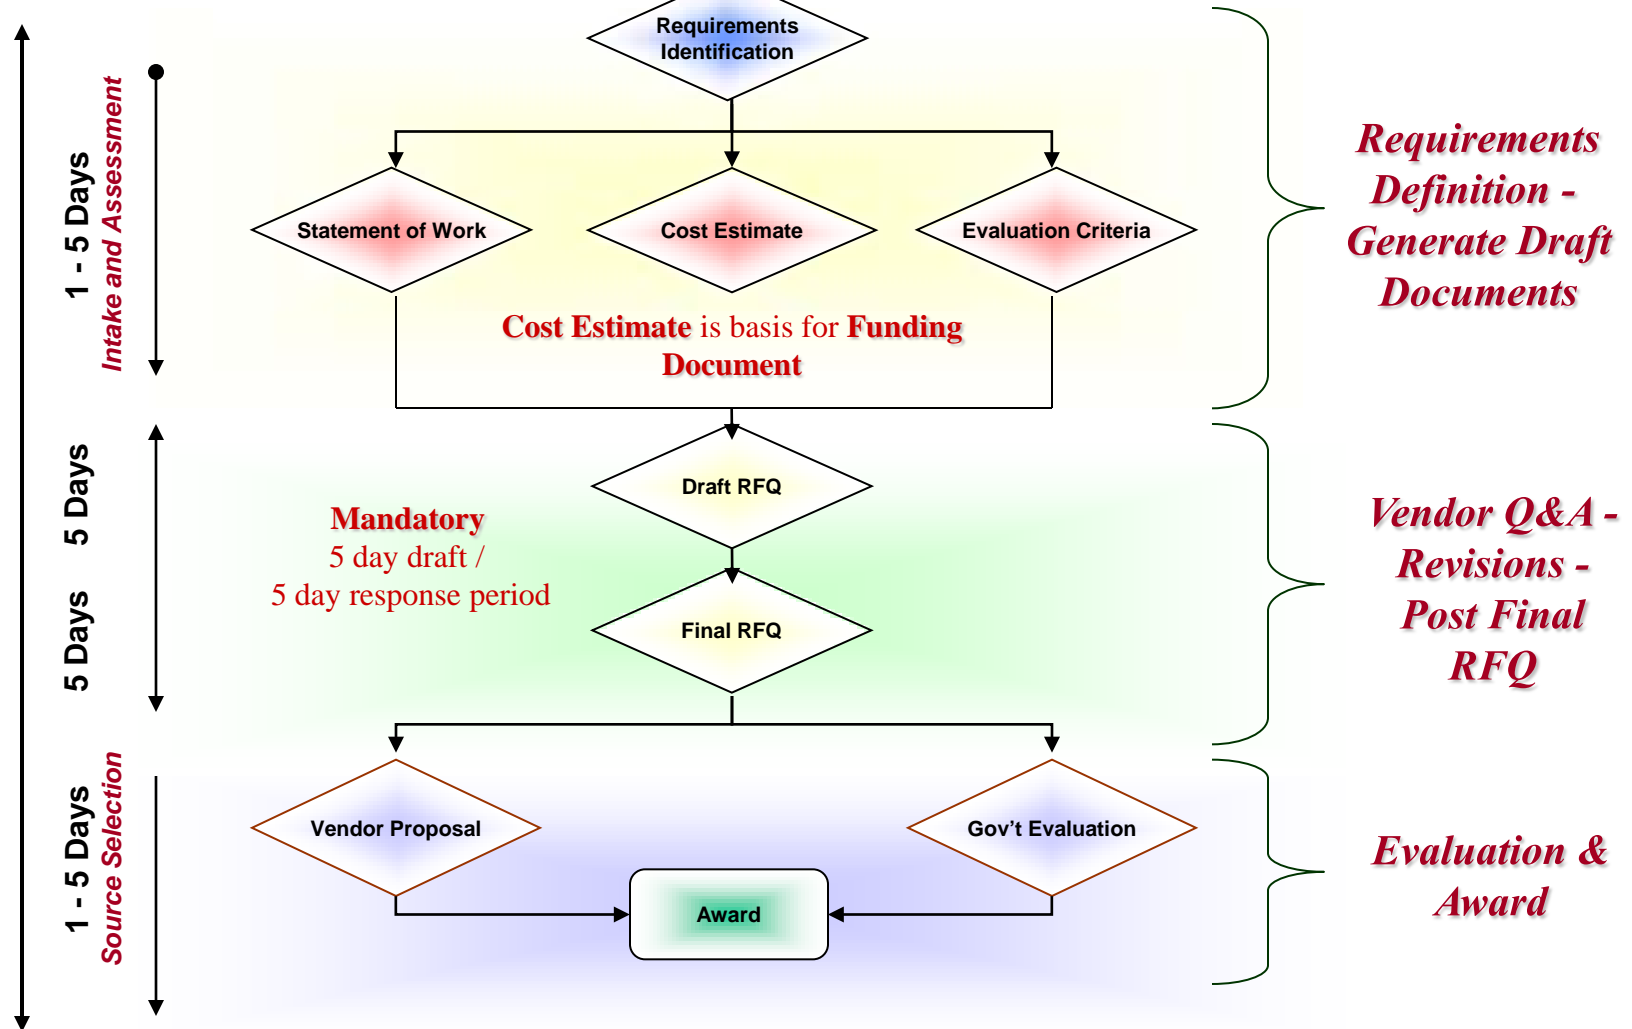 Requirements
Identification
1 - 5 Days
Intake and Assessment
Statement of Work
Cost Estimate
Evaluation Criteria
Cost Estimate is basis for Funding
Document
Requirements
Definition -
Generate Draft
Documents
5 Days
Draft RFQ
Mandatory
5 day draft /
5 day response period
5 Days
Final RFQ
Vendor Q&A -
Revisions -
Post Final
RFQ
1 - 5 Days
Source Selection
Vendor Proposal
Gov’t Evaluation
Award
Evaluation &
Award